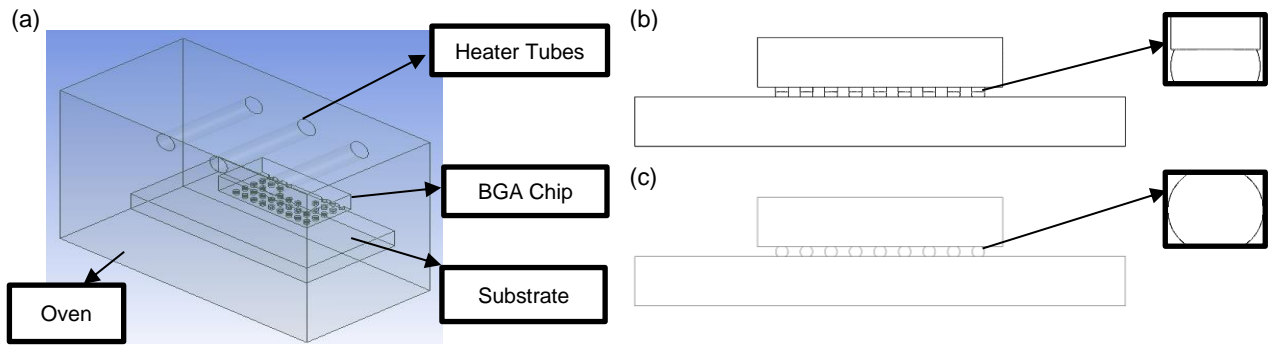 (a)
Heater Tubes
BGA Chip
Substrate
Oven
(b)
(c)